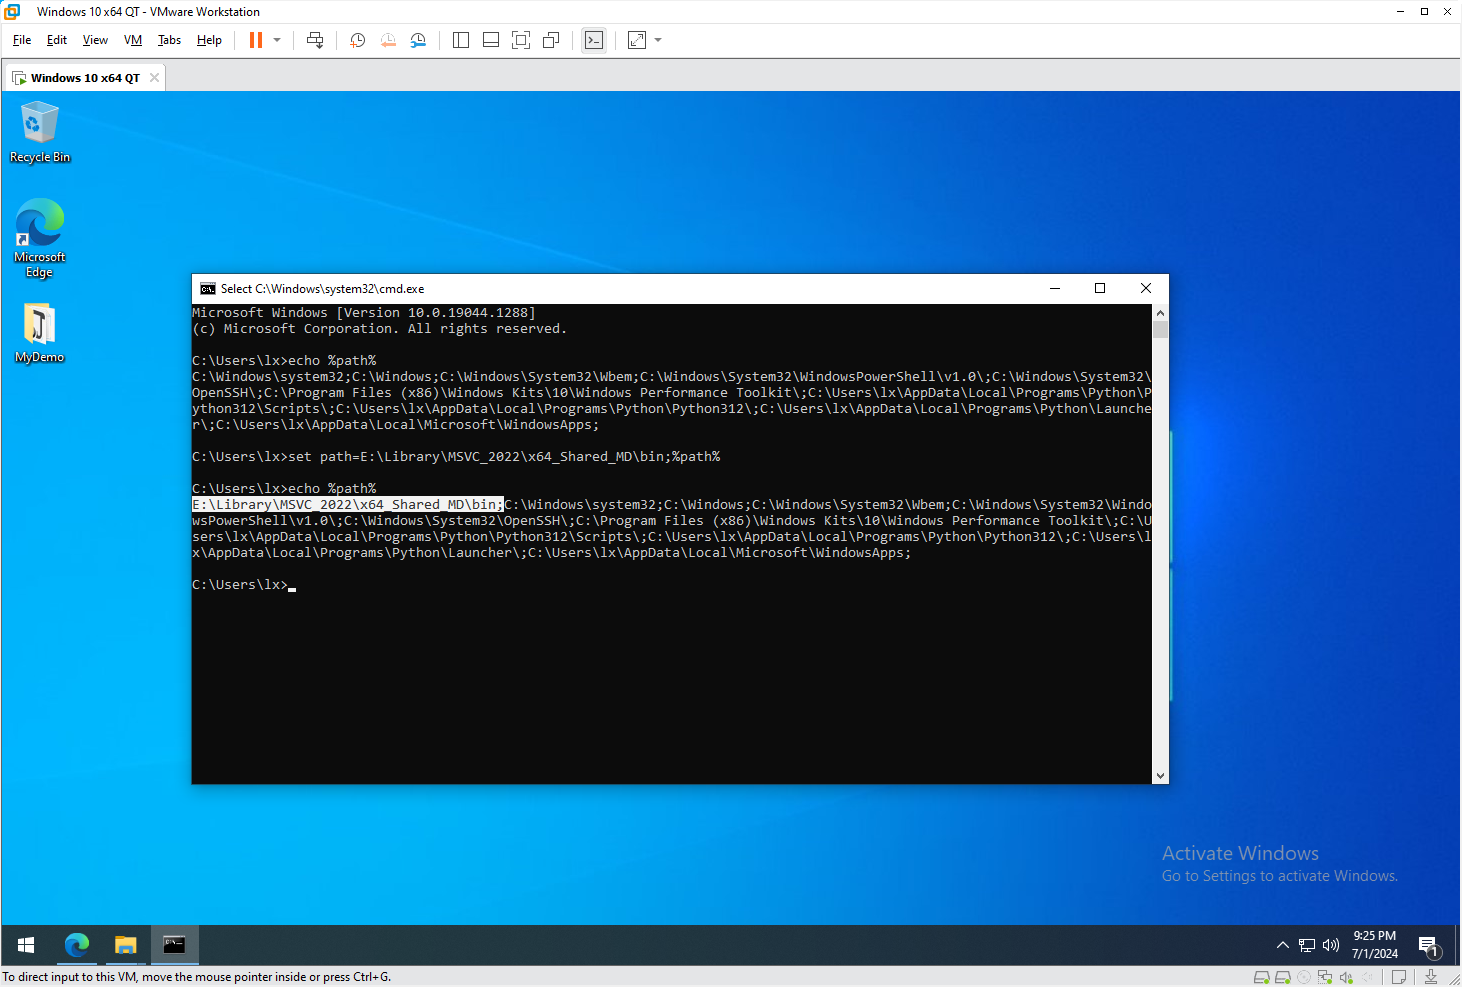 Windows 10 x64 QT - VMware Workstation
File Edit View VM Tabs Help
Windows 10 x64 QT
Recycle Bin
Microsoft
Edge
MyDemo
Select C:\Windows\system32\cmd.exe
Microsoft Windows [Version 10.0.19044.1288]
(c) Microsoft Corporation. All rights reserved.
C:\Users\lx>echo %path%
C:\Windows\system32;C:\Windows;C:\Windows\System32\Wbem;C:\Windows\System32\WindowsPowerShell\v1.0\;C:\Windows\System32\
OpenSSH\;C:\Program Files (x86)\Windows Kits\10\Windows Performance Toolkit\;C:\Users\lx\AppData\Local\Programs\Python\P
ython312\Scripts\;C:\Users\lx\AppData\Local\Programs\Python\Python312\;C:\Users\lx\AppData\Local\Programs\Python\Launche
r\;C:\Users\lx\AppData\Local\Microsoft\WindowsApps;
C:\Users\lx>set path=E:\Library\MSVC_2022\x64_Shared_MD\bin;%path%
C:\Users\lx>echo %path%
E:\Library\MSVC_2022\x64_Shared_MD\bin;C:\Windows\system32;C:\Windows;C:\Windows\System32\Wbem;C:\Windows\System32\Windo
wsPowerShell\v1.0\;C:\Windows\System32\OpenSSH\;C:\Program Files (x86)\Windows Kits\10\Windows Performance Toolkit\;C:\U
sers\lx\AppData\Local\Programs\Python\Python312\Scripts\;C:\Users\lx\AppData\Local\Programs\Python\Python312\;C:\Users\l
x\AppData\Local\Programs\Python\Launcher\;C:\Users\lx\AppData\Local\Microsoft\WindowsApps;
C:\Users\lx>
Activate Windows
Go to Settings to activate Windows.
9:25 PM
7/1/2024
1
To direct input to this VM, move the mouse pointer inside or press Ctrl+G.